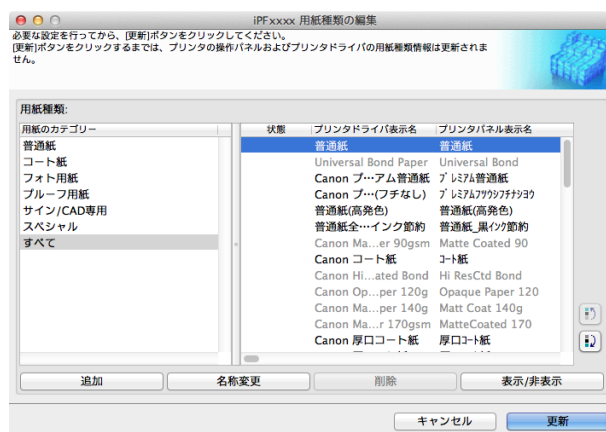 iPFxxxx 用紙種類の編集
必要な設定を行ってから、[更新]ボタンをクリックしてください。
[更新]ボタンをクリックするまでは、プリンタの操作パネルおよびプリンタドライバの用紙種類情報は更新されま
せん。
用紙種類:
用紙のカテゴリー
普通紙
コート紙
フォト用紙
プルーフ用紙
サイン/CAD専用
スペシャル
すべて
状態 プリンタドライバ表示名 プリンタパネル表示名
普通紙 普通紙
Universal Bond Paper Universal Bond
Canon プ…アム普通紙 プレミアム普通紙
Canon プ…(フチなし) プレミアムフツウシフチナシヨウ
普通紙(高発色) 普通紙(高発色)
普通紙全…インク節約 普通紙_黒インク節約
Canon Ma...er 90gsm Matte Coated 90
Canon コート紙 コート紙
Canon Hi...ated Bond Hi ResCtd Bond
Canon Op...per 120g Opaque Paper 120
Canon Ma...per 140g Matt Coat 140g
Canon Ma...r 170gsm MatteCoated 170
Canon 厚口コート紙 厚口コート紙
追加 名称変更 削除 表示/非表示
キャンセル 更新